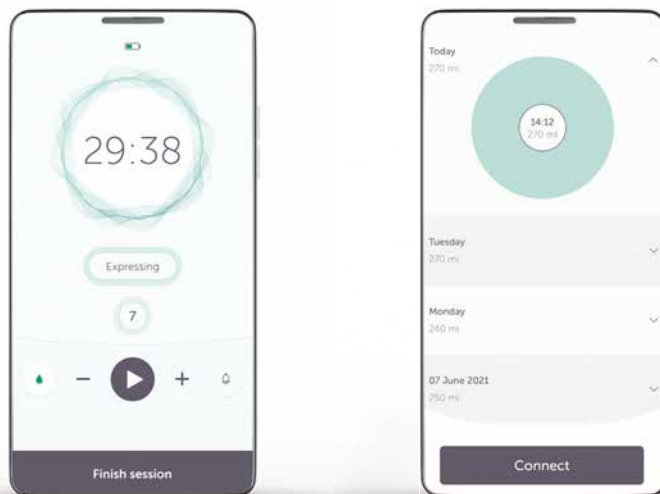 29:38
Expressing
7
Finish session
Today
270 ml
14:12
270 ml
Tuesday
270 ml
Monday
240 ml
07 June 2021
250 ml
Connect